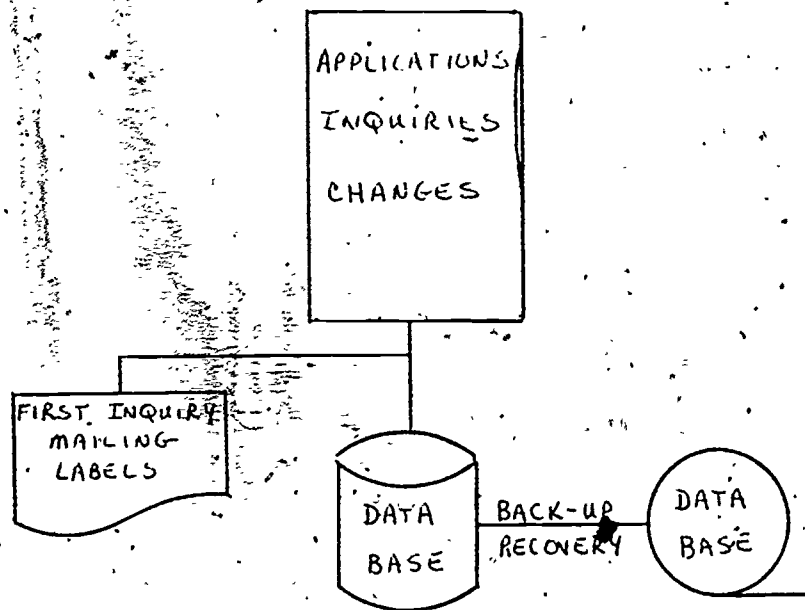 APPLICATIONS
INQUIRIES
CHANGES
FIRST INQUIRY
MAILING
LABELS
DATA
BASE
BACK-UP
RECOVERY
DATA
BASE